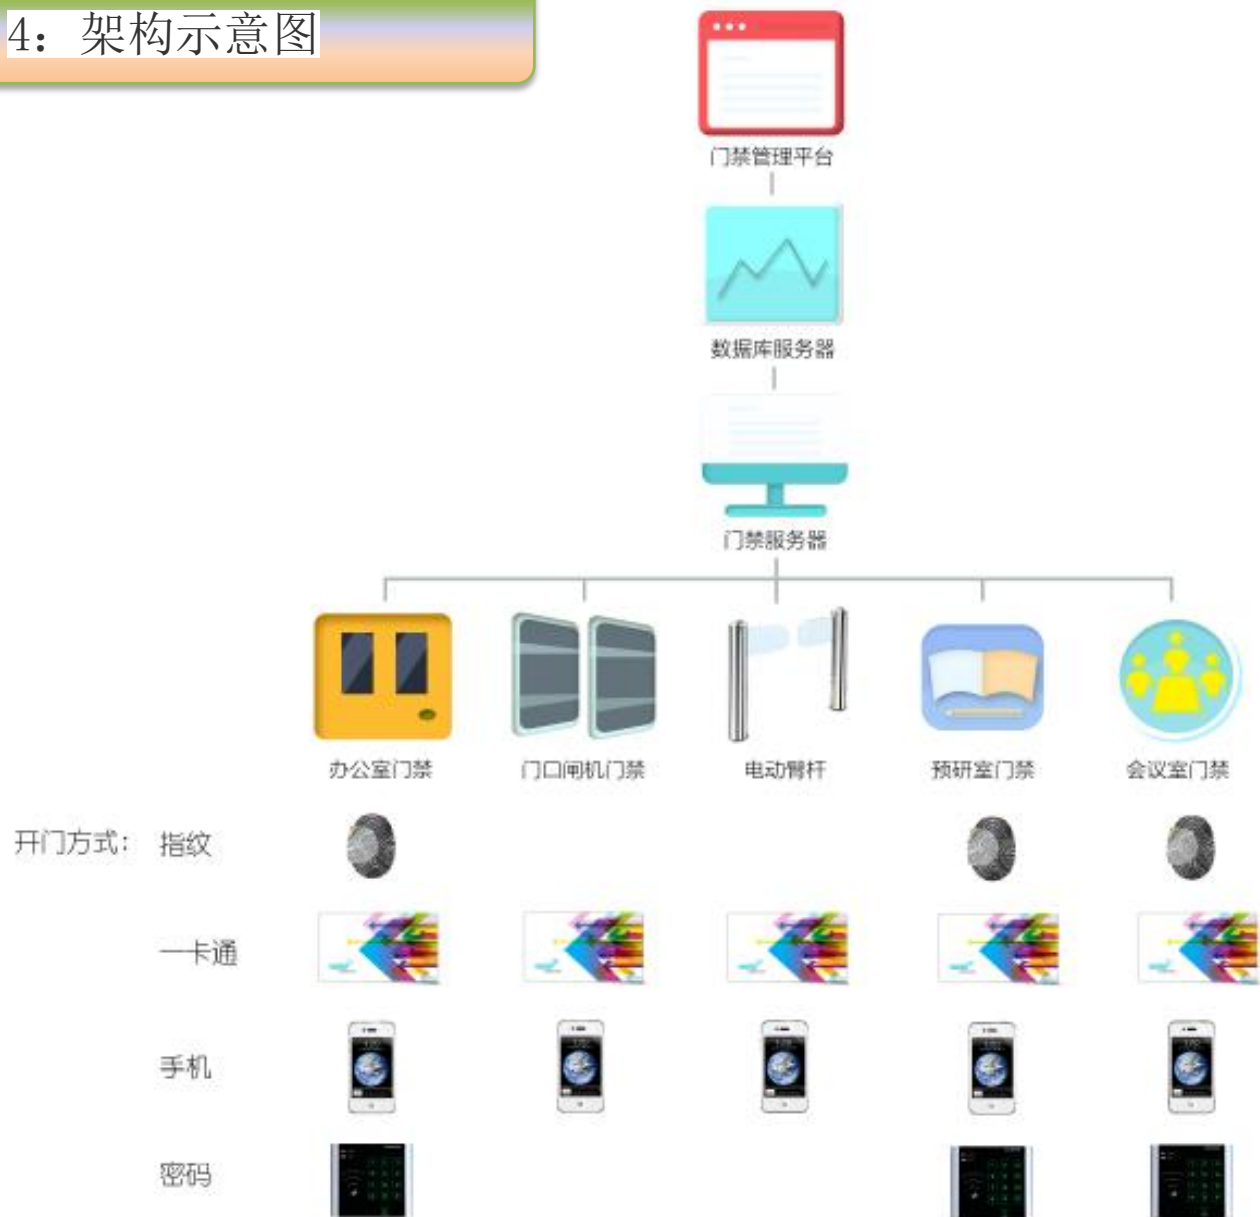 4：架构示意图
门禁管理平台
数据库服务器
门禁服务器
办公室门禁 门口闸机门禁 电动臂杆 预研室门禁 会议室门禁
开门方式： 指纹
一卡通
手机
密码